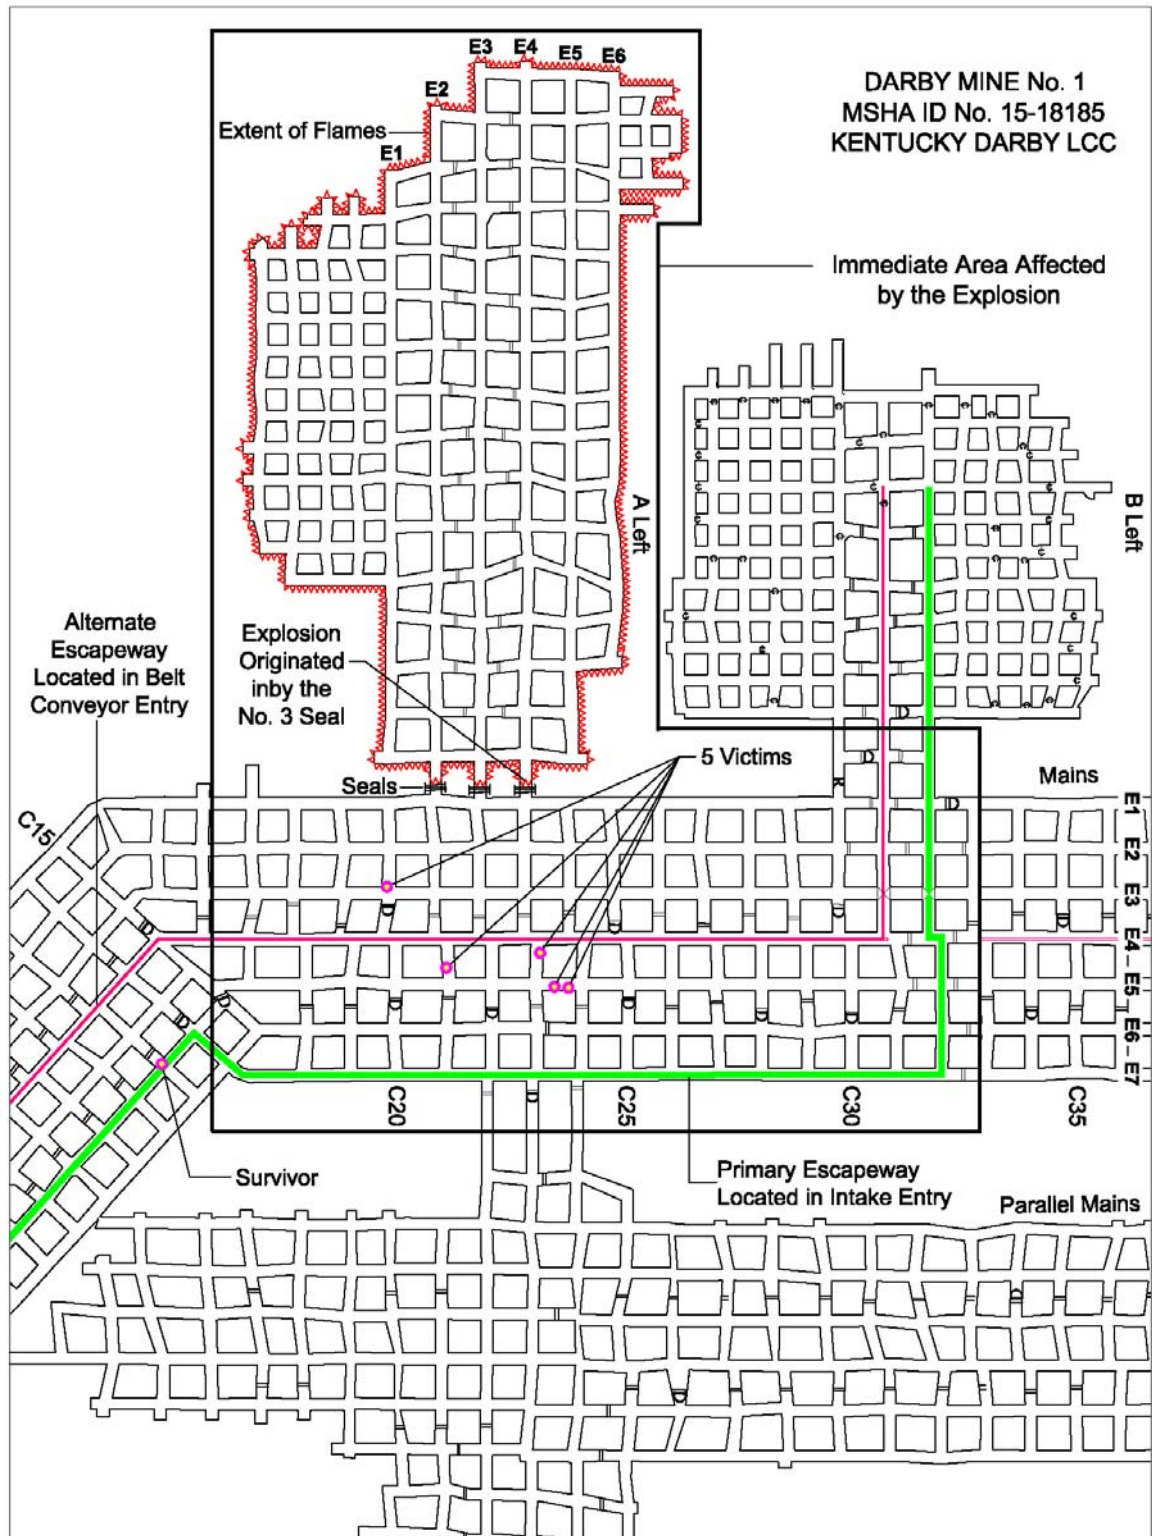 E3 E4 E5 E6
E2
E1
Extent of Flames
DARBY MINE No. 1
MSHA ID No. 15-18185
KENTUCKY DARBY LCC
Immediate Area Affected
by the Explosion
A Left
B Left
Alternate
Escapeway
Located in Belt
Conveyor Entry
Explosion
Originated
inby the
No. 3 Seal
5 Victims
Seals
Mains
C15
E1
E2
E3
E4
E5
E6
E7
C20
C25
C30
C35
Survivor
Primary Escapeway
Located in Intake Entry
Parallel Mains